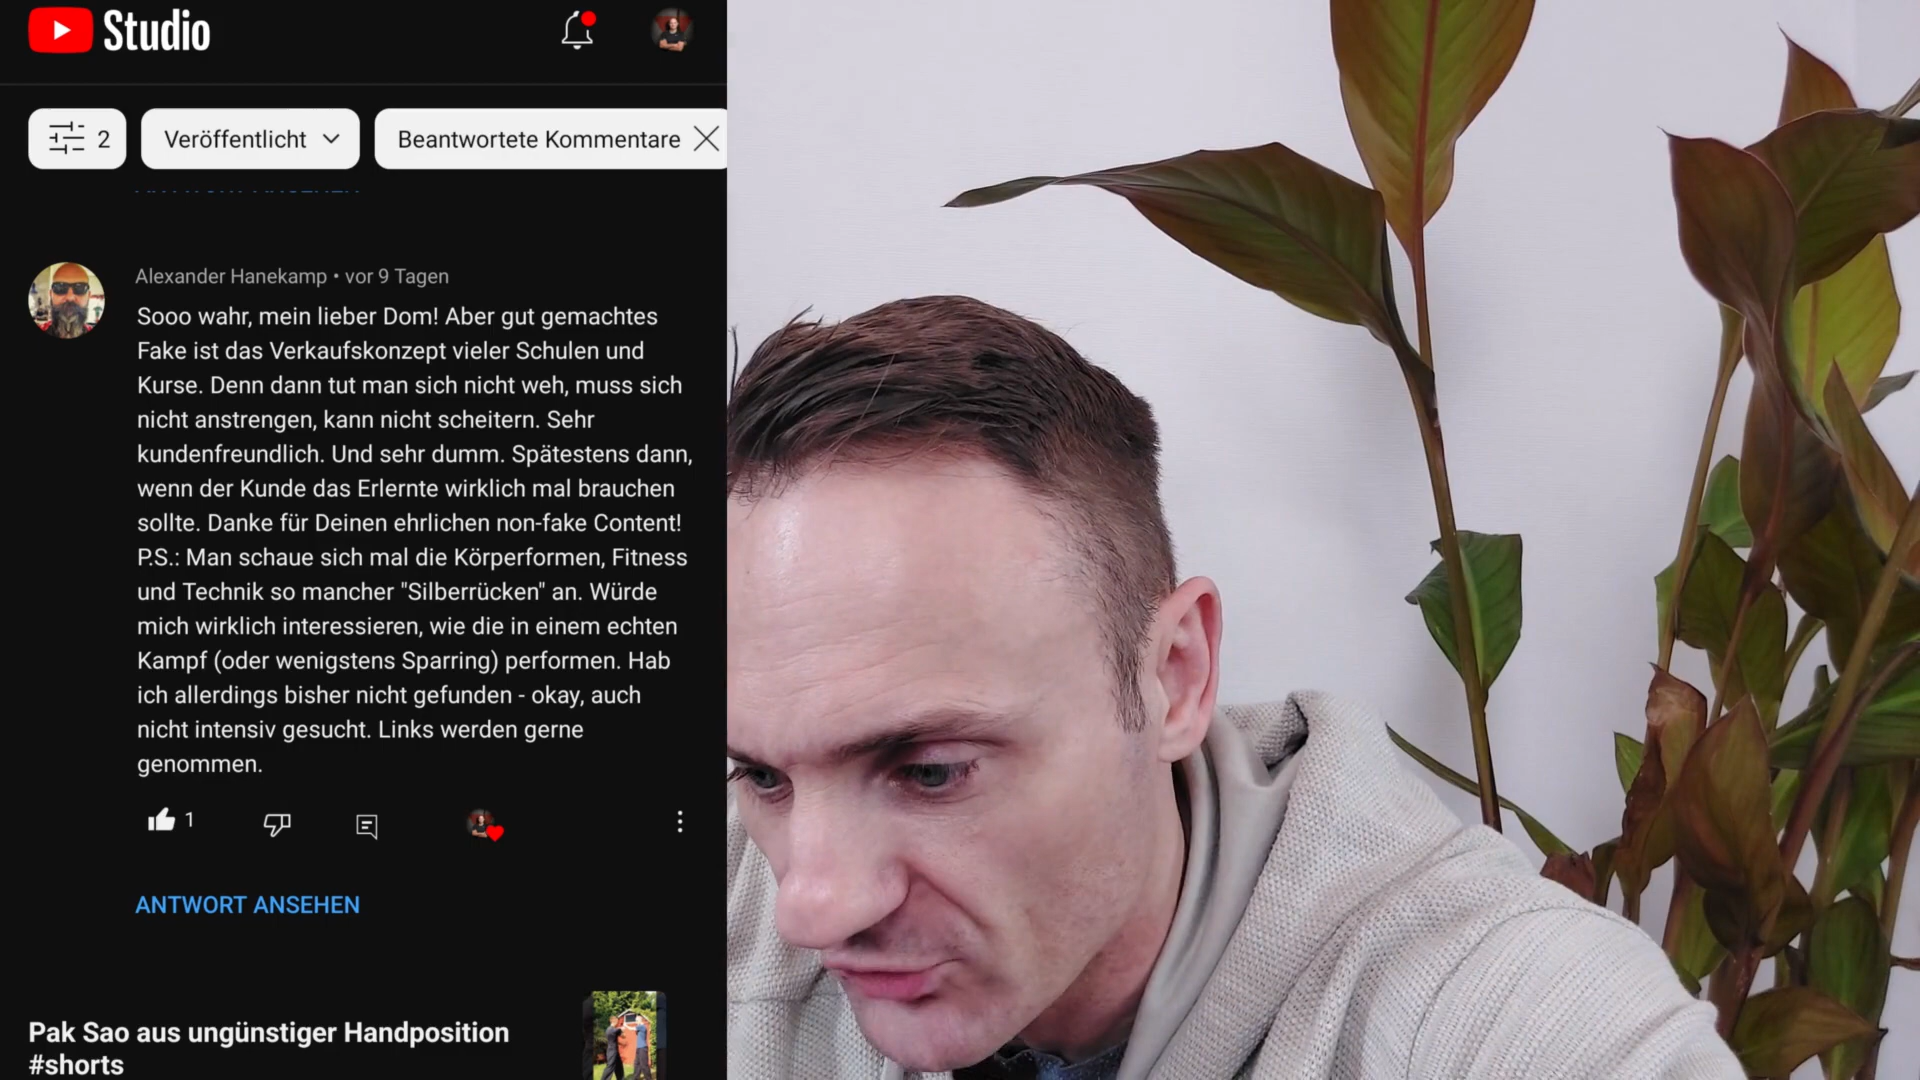 Studio
2
Veröffentlicht
Beantwortete Kommentare
Alexander Hanekamp • vor 9 Tagen
Sooo wahr, mein lieber Dom! Aber gut gemachtes
Fake ist das Verkaufskonzept vieler Schulen und
Kurse. Denn dann tut man sich nicht weh, muss sich
nicht anstrengen, kann nicht scheitern. Sehr
kundenfreundlich. Und sehr dumm. Spätestens dann,
wenn der Kunde das Erlernte wirklich mal brauchen
sollte. Danke für Deinen ehrlichen non-fake Content!
P.S.: Man schaue sich mal die Körperformen, Fitness
und Technik so mancher "Silberrücken" an. Würde
mich wirklich interessieren, wie die in einem echten
Kampf (oder wenigstens Sparring) performen. Hab
ich allerdings bisher nicht gefunden - okay, auch
nicht intensiv gesucht. Links werden gerne
genommen.
1
ANTWORT ANSEHEN
Pak Sao aus ungünstiger Handposition
#shorts